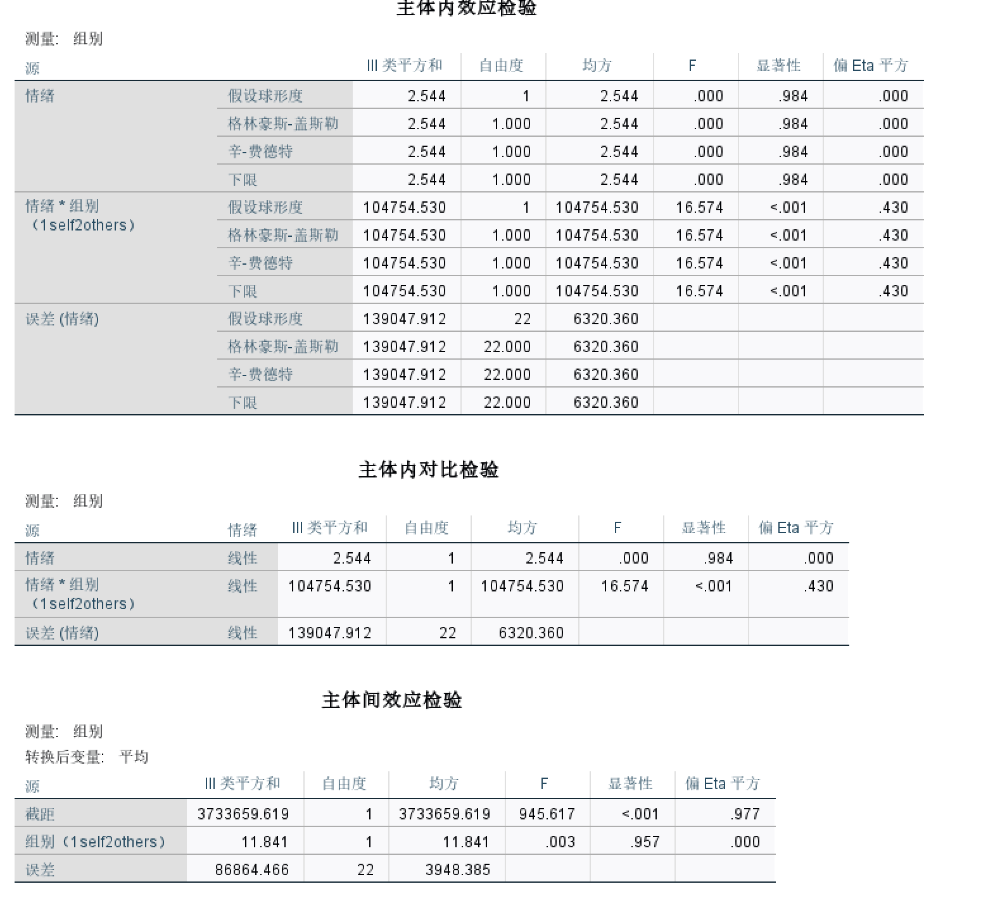 主体内效应检验
测量: 组别
源 III 类平方和 自由度 均方 F 显著性 偏 Eta 平方
情绪 假设球形度 2.544 1 2.544 .000 .984 .000
格林豪斯-盖斯勒 2.544 1.000 2.544 .000 .984 .000
辛-费德特 2.544 1.000 2.544 .000 .984 .000
下限 2.544 1.000 2.544 .000 .984 .000
情绪 * 组别 假设球形度 104754.530 1 104754.530 16.574 <.001 .430
（1self2others） 格林豪斯-盖斯勒 104754.530 1.000 104754.530 16.574 <.001 .430
辛-费德特 104754.530 1.000 104754.530 16.574 <.001 .430
下限 104754.530 1.000 104754.530 16.574 <.001 .430
误差 (情绪) 假设球形度 139047.912 22 6320.360
格林豪斯-盖斯勒 139047.912 22.000 6320.360
辛-费德特 139047.912 22.000 6320.360
下限 139047.912 22.000 6320.360
主体内对比检验
测量: 组别
源 情绪 III 类平方和 自由度 均方 F 显著性 偏 Eta 平方
情绪 线性 2.544 1 2.544 .000 .984 .000
情绪 * 组别 线性 104754.530 1 104754.530 16.574 <.001 .430
（1self2others）
误差 (情绪) 线性 139047.912 22 6320.360
主体间效应检验
测量: 组别
转换后变量: 平均
源 III 类平方和 自由度 均方 F 显著性 偏 Eta 平方
截距 3733659.619 1 3733659.619 945.617 <.001 .977
组别（1self2others） 11.841 1 11.841 .003 .957 .000
误差 86864.466 22 3948.385